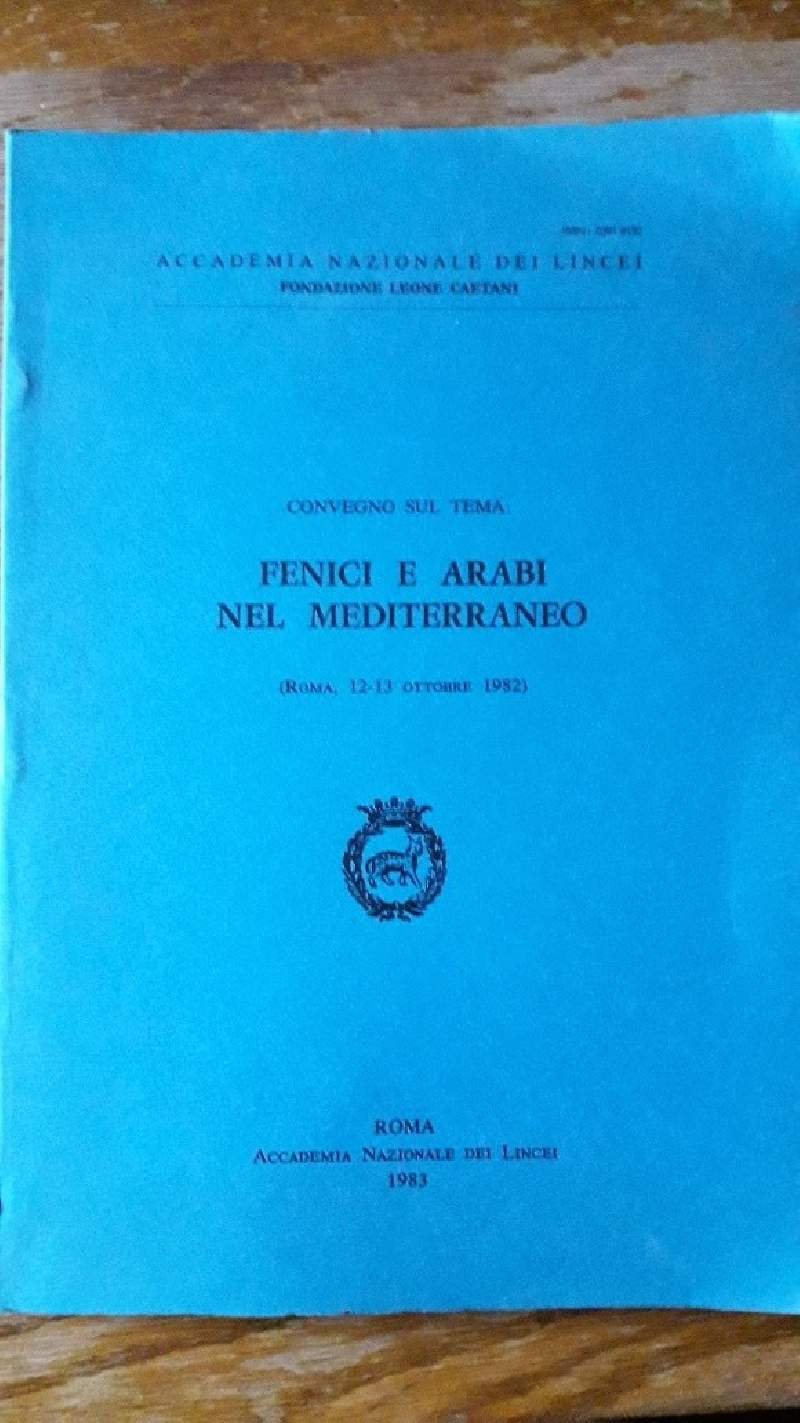 ACCADEMIA NAZIONALE DEI LINCEI
FONDAZIONE LEONE CAETANI
CONVEGNO SUL TEMA:
FENICI E ARABI
NEL MEDITERRANEO
(ROMA, 12-13 OTTOBRE 1982)
ROMA
ACCADEMIA NAZIONALE DEI LINCEI
1983